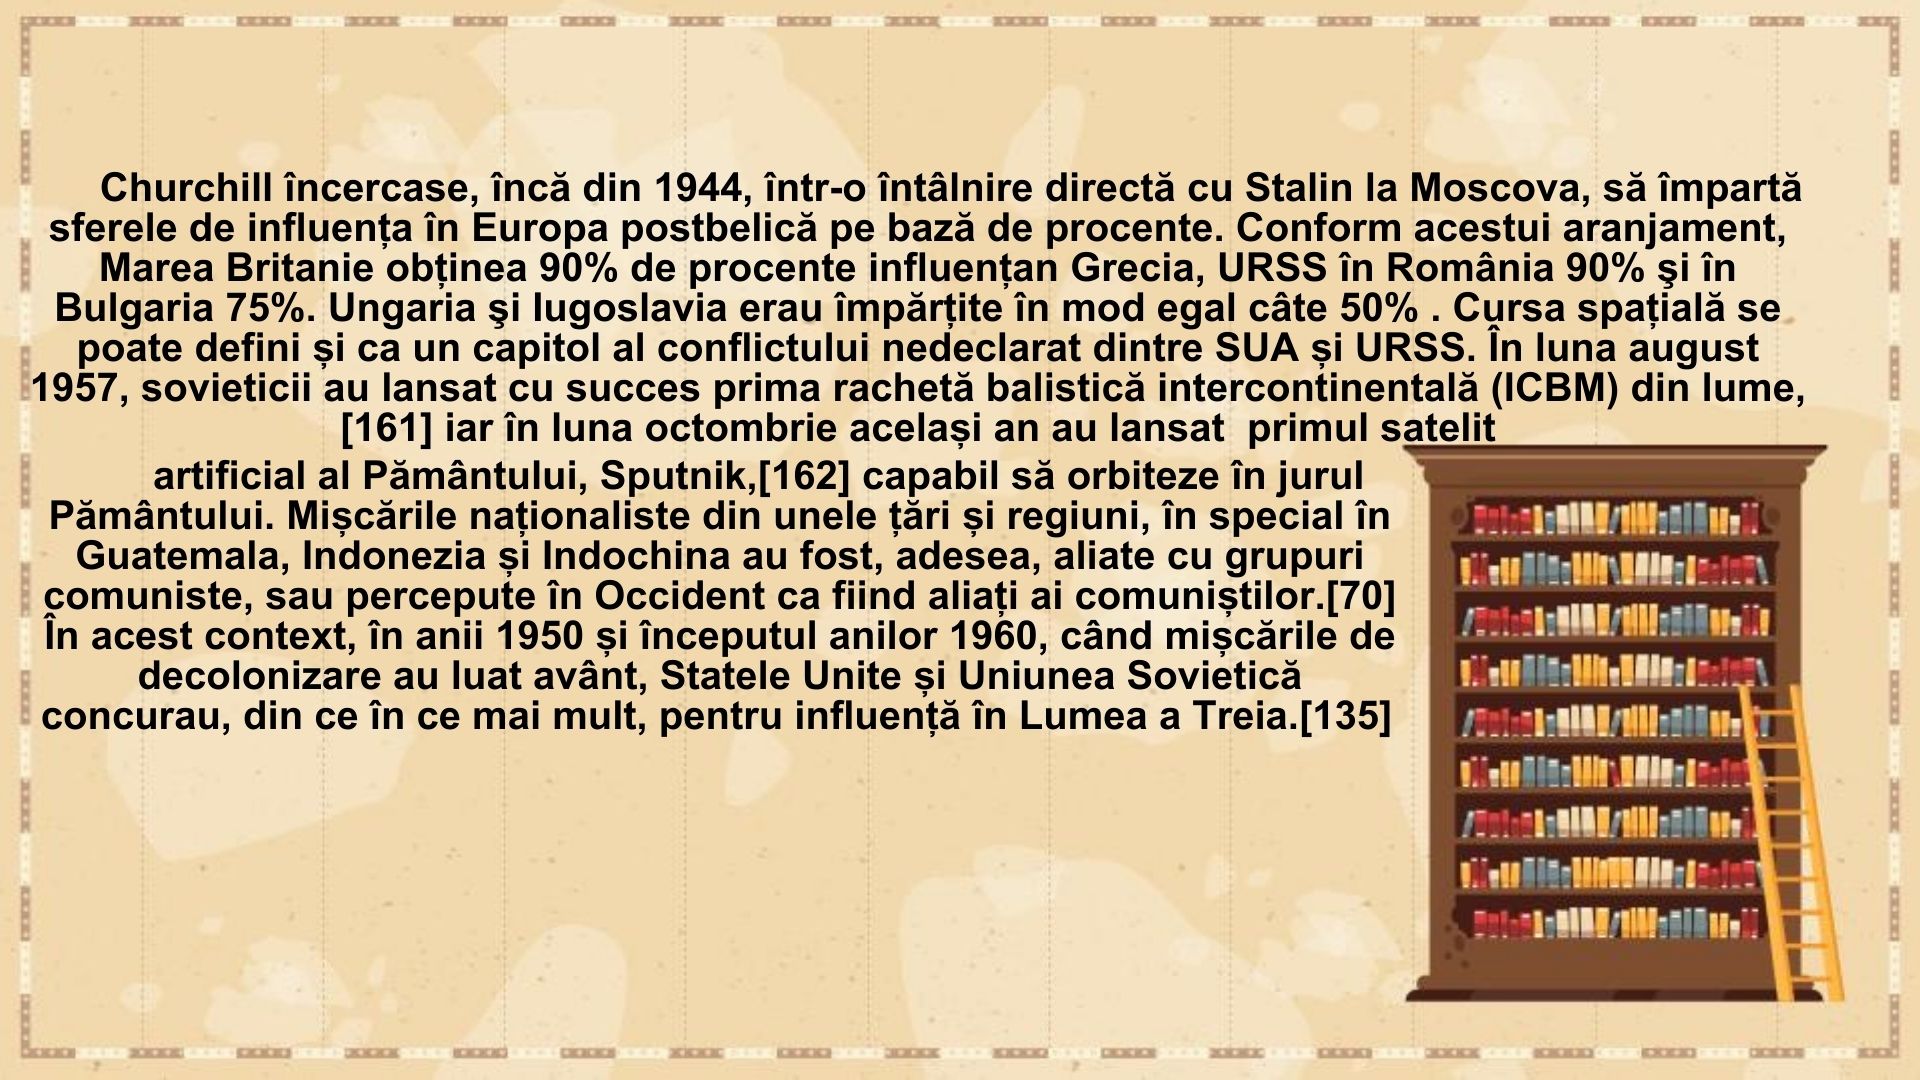 Churchill încercase, încă din 1944, într-o întâlnire directă cu Stalin la Moscova, să împartă
sferele de influența în Europa postbelică pe bază de procente. Conform acestui aranjament,
Marea Britanie obținea 90% de procente influențan Grecia, URSS în România 90% şi în
Bulgaria 75%. Ungaria şi Iugoslavia erau împărțite în mod egal câte 50% . Cursa spațială se
poate defini și ca un capitol al conflictului nedeclarat dintre SUA și URSS. În luna august
1957, sovieticii au lansat cu succes prima rachetă balistică intercontinentală (ICBM) din lume,
[161] iar în luna octombrie același an au lansat  primul satelit
artificial al Pământului, Sputnik,[162] capabil să orbiteze în jurul
Pământului. Mișcările naționaliste din unele țări și regiuni, în special în
Guatemala, Indonezia și Indochina au fost, adesea, aliate cu grupuri
comuniste, sau percepute în Occident ca fiind aliați ai comuniștilor.[70]
În acest context, în anii 1950 și începutul anilor 1960, când mișcările de
decolonizare au luat avânt, Statele Unite și Uniunea Sovietică
concurau, din ce în ce mai mult, pentru influență în Lumea a Treia.[135]